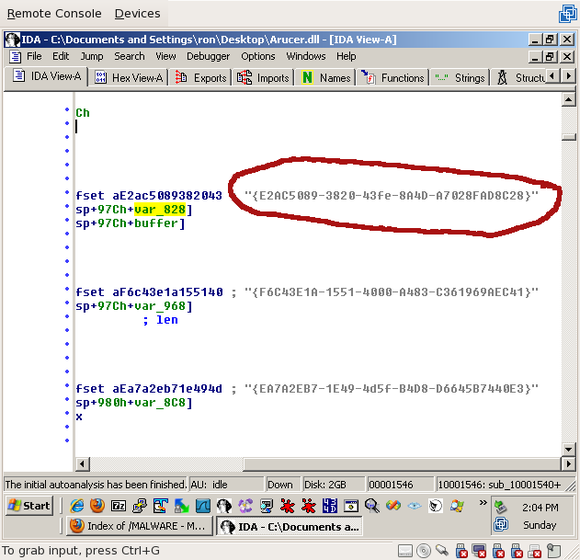 Remote Console Devices
IDA - C:\Documents and Settings\ron\Desktop\Arucer.dll - [IDA View-A]
File Edit Jump Search View Debugger Options Windows Help
IDA View-A Hex View-A Exports Imports N Names Functions "..." Strings Structu
Ch
fset aE2ac5089382043 "{E2AC5089-3820-43fe-8A4D-A7028FAD8C28}"
sp+97Ch+var_828]
sp+97Ch+buffer]
fset aF6c43e1a155140 ; "{F6C43E1A-1551-4000-A483-C361969AEC41}"
sp+97Ch+var_968]
; len
fset aEa7a2eb71e494d ; "{EA7A2EB7-1E49-4d5f-B4D8-D6645B7440E3}"
sp+980h+var_8C8]
x
The initial autoanalysis has been finished. AU: idle Down Disk: 2GB 00001546 10001546: sub_10001540+
Start » 2:04 PM
Sunday
Index of /MALWARE - M... IDA - C:\Documents a...
To grab input, press Ctrl+G